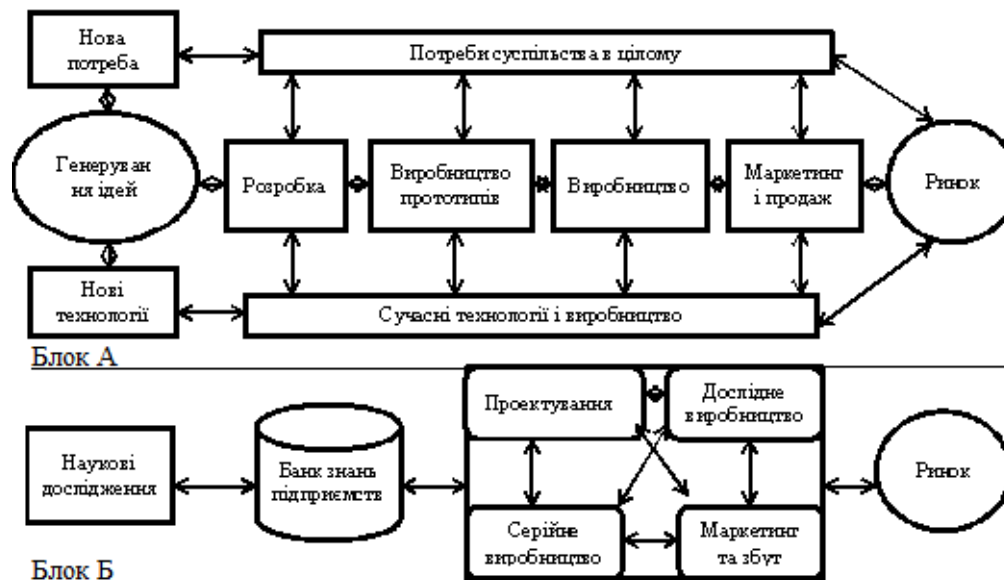 Нова
потреба
Потреби суспільства в цілому
Генеруван
ня ідей
Розробка
Виробництво
прототипів
Виробництво
Маркетинг
і продаж
Ринок
Нові
технології
Сучасні технології і виробництво
Блок А
Проектування
Дослідне
виробництво
Наукові
дослідження
Банк знань
підприємств
Ринок
Серійне
виробництво
Маркетинг
та збут
Блок Б